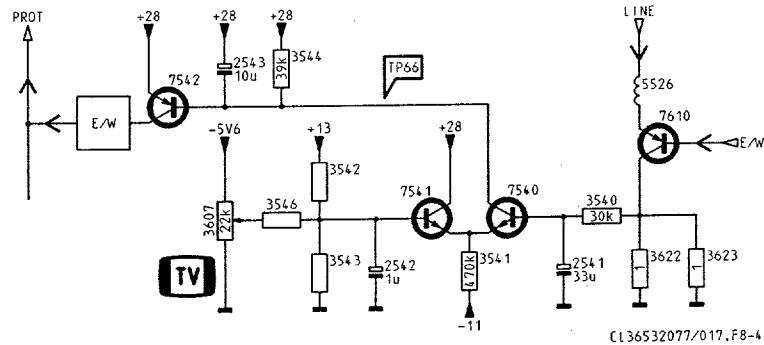 PROT
+28
+28
+28
LINE
2543
10u
3544
39k
TP66
7542
5526
7610
E/W
E/W
-5V6
+13
+28
3542
7541
7540
3540
30k
3607
22k
3546
3543
2542
1u
3541
470k
2541
33u
3622
1
3623
1
TV
-11
CL36532077/017.F8-4